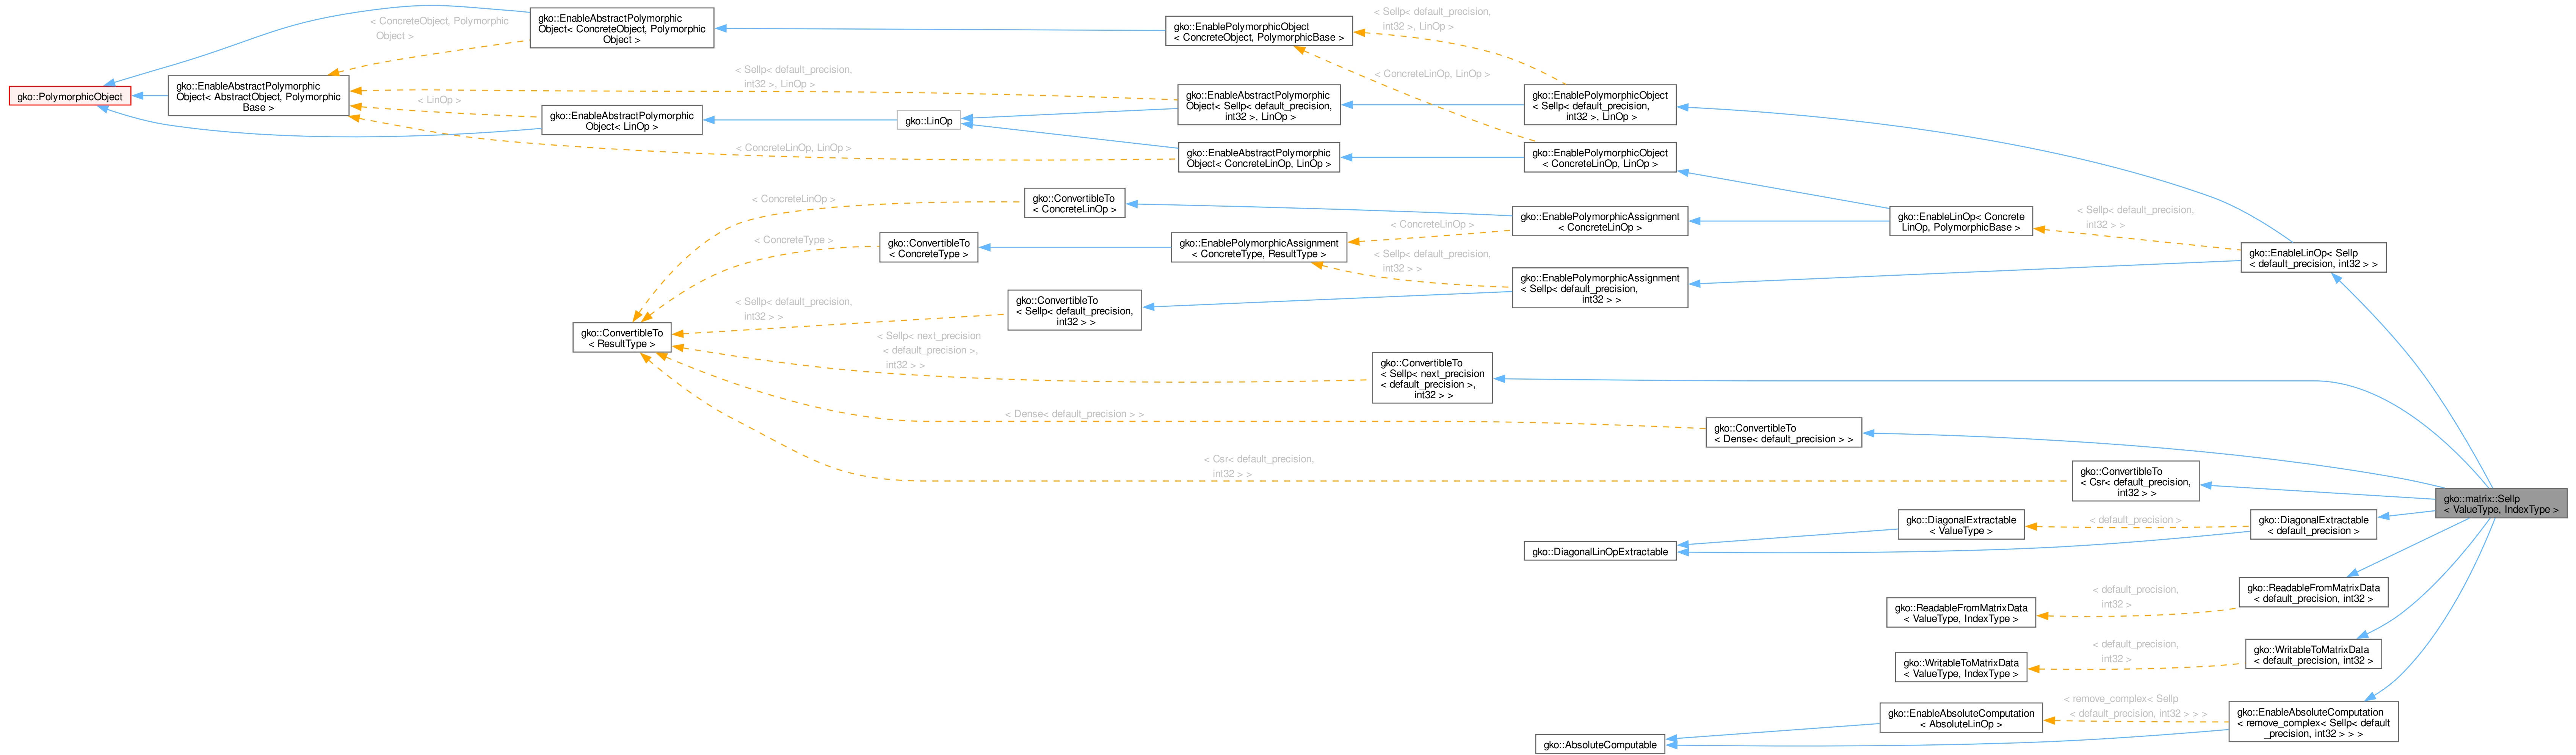 < ConcreteObject, Polymorphic
Object >
gko::EnableAbstractPolymorphic
Object< ConcreteObject, Polymorphic
Object >
gko::EnablePolymorphicObject
< ConcreteObject, PolymorphicBase >
< Sellp< default_precision,
int32 >, LinOp >
gko::PolymorphicObject
gko::EnableAbstractPolymorphic
Object< AbstractObject, Polymorphic
Base >
< Sellp< default_precision,
int32 >, LinOp >
< LinOp >
gko::EnableAbstractPolymorphic
Object< LinOp >
gko::LinOp
gko::EnableAbstractPolymorphic
Object< Sellp< default_precision,
int32 >, LinOp >
< ConcreteLinOp, LinOp >
gko::EnablePolymorphicObject
< Sellp< default_precision,
int32 >, LinOp >
< ConcreteLinOp, LinOp >
gko::EnableAbstractPolymorphic
Object< ConcreteLinOp, LinOp >
gko::EnablePolymorphicObject
< ConcreteLinOp, LinOp >
< ConcreteLinOp >
gko::ConvertibleTo
< ConcreteLinOp >
gko::EnablePolymorphicAssignment
< ConcreteLinOp >
gko::EnableLinOp< Concrete
LinOp, PolymorphicBase >
< Sellp< default_precision,
int32 > >
< ConcreteType >
gko::ConvertibleTo
< ConcreteType >
gko::EnablePolymorphicAssignment
< ConcreteType, ResultType >
< ConcreteLinOp >
< Sellp< default_precision,
int32 > >
gko::EnableLinOp< Sellp
< default_precision, int32 > >
gko::EnablePolymorphicAssignment
< Sellp< default_precision,
int32 > >
< Sellp< default_precision,
int32 > >
gko::ConvertibleTo
< Sellp< default_precision,
int32 > >
gko::ConvertibleTo
< ResultType >
< Sellp< next_precision
< default_precision >,
int32 > >
gko::ConvertibleTo
< Sellp< next_precision
< default_precision >,
int32 > >
< Dense< default_precision > >
gko::ConvertibleTo
< Dense< default_precision > >
< Csr< default_precision,
int32 > >
gko::ConvertibleTo
< Csr< default_precision,
int32 > >
gko::matrix::Sellp
< ValueType, IndexType >
gko::DiagonalExtractable
< ValueType >
< default_precision >
gko::DiagonalExtractable
< default_precision >
gko::DiagonalLinOpExtractable
gko::ReadableFromMatrixData
< ValueType, IndexType >
< default_precision,
int32 >
gko::ReadableFromMatrixData
< default_precision, int32 >
gko::WritableToMatrixData
< ValueType, IndexType >
< default_precision,
int32 >
gko::WritableToMatrixData
< default_precision, int32 >
gko::EnableAbsoluteComputation
< AbsoluteLinOp >
< remove_complex< Sellp
< default_precision, int32 > > >
gko::EnableAbsoluteComputation
< remove_complex< Sellp< default
_precision, int32 > > >
gko::AbsoluteComputable